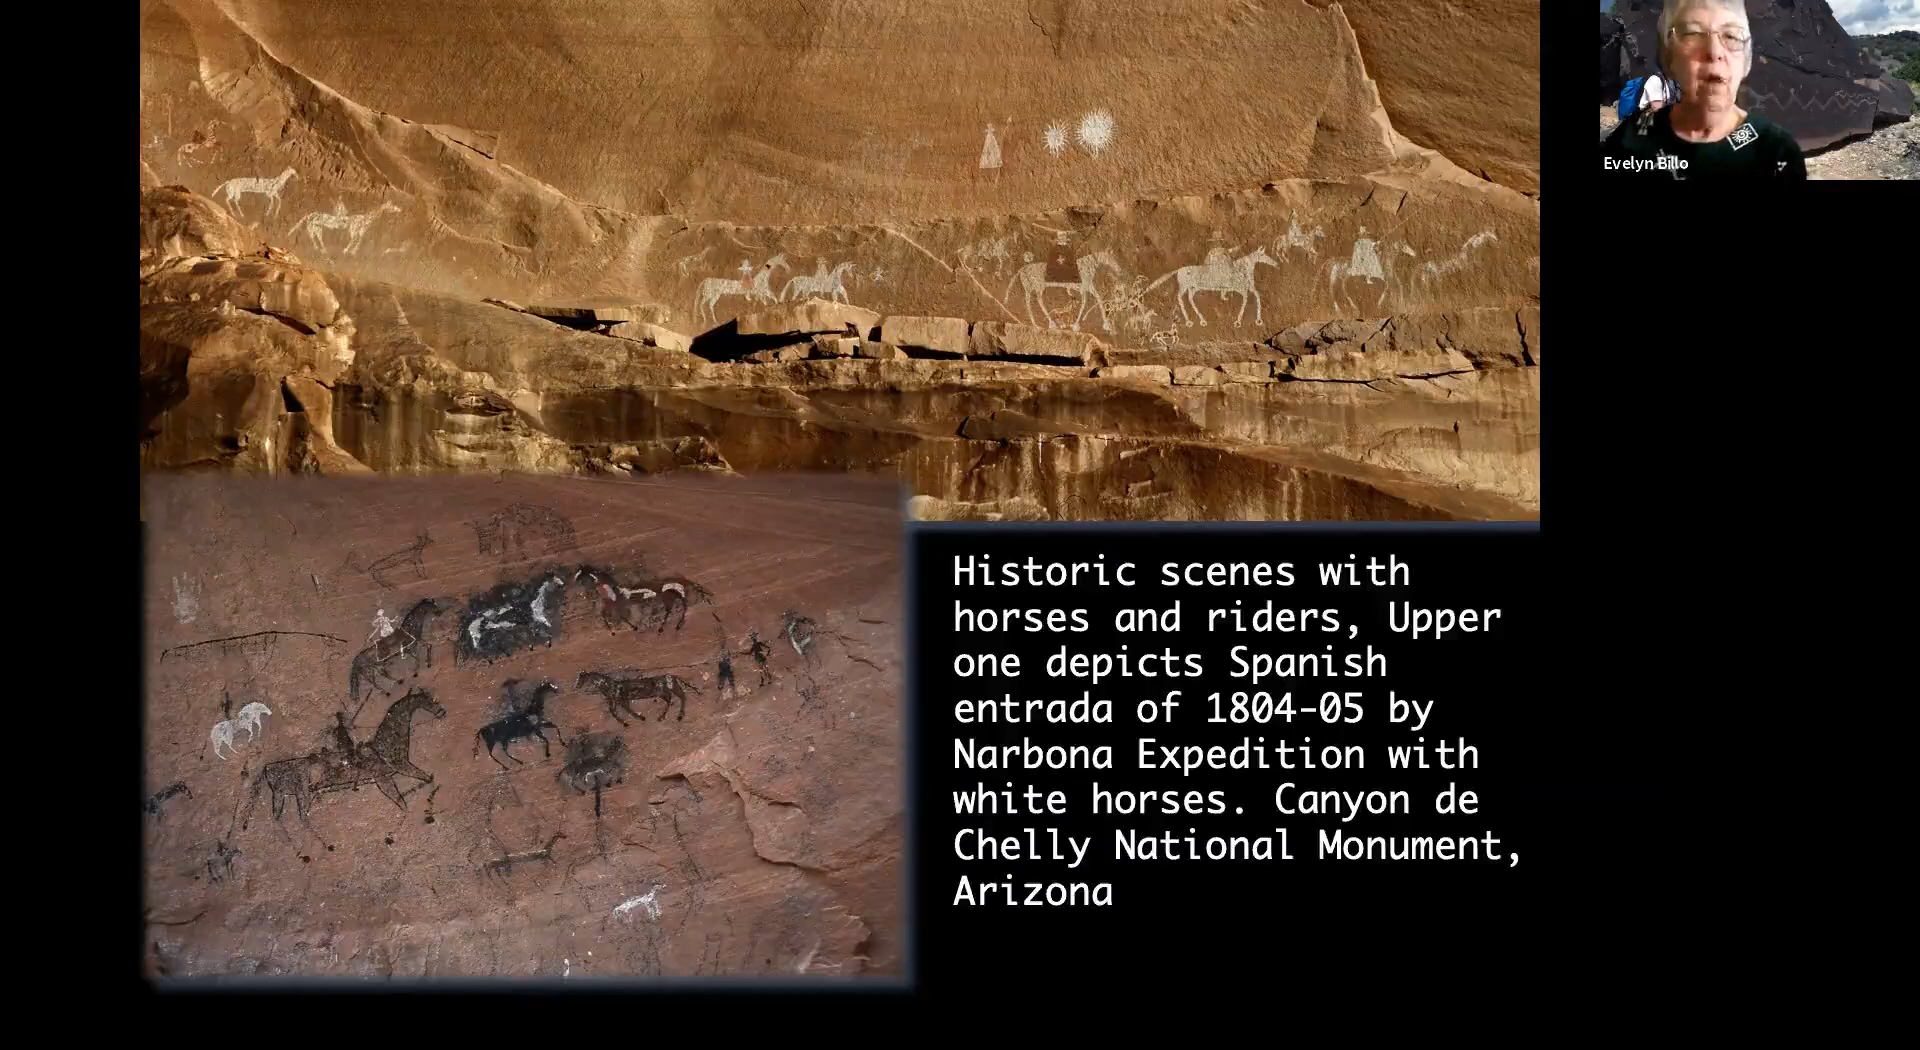 Evelyn Billo
Historic scenes with
horses and riders, Upper
one depicts Spanish
entrada of 1804-05 by
Narbona Expedition with
white horses. Canyon de
Chelly National Monument,
Arizona